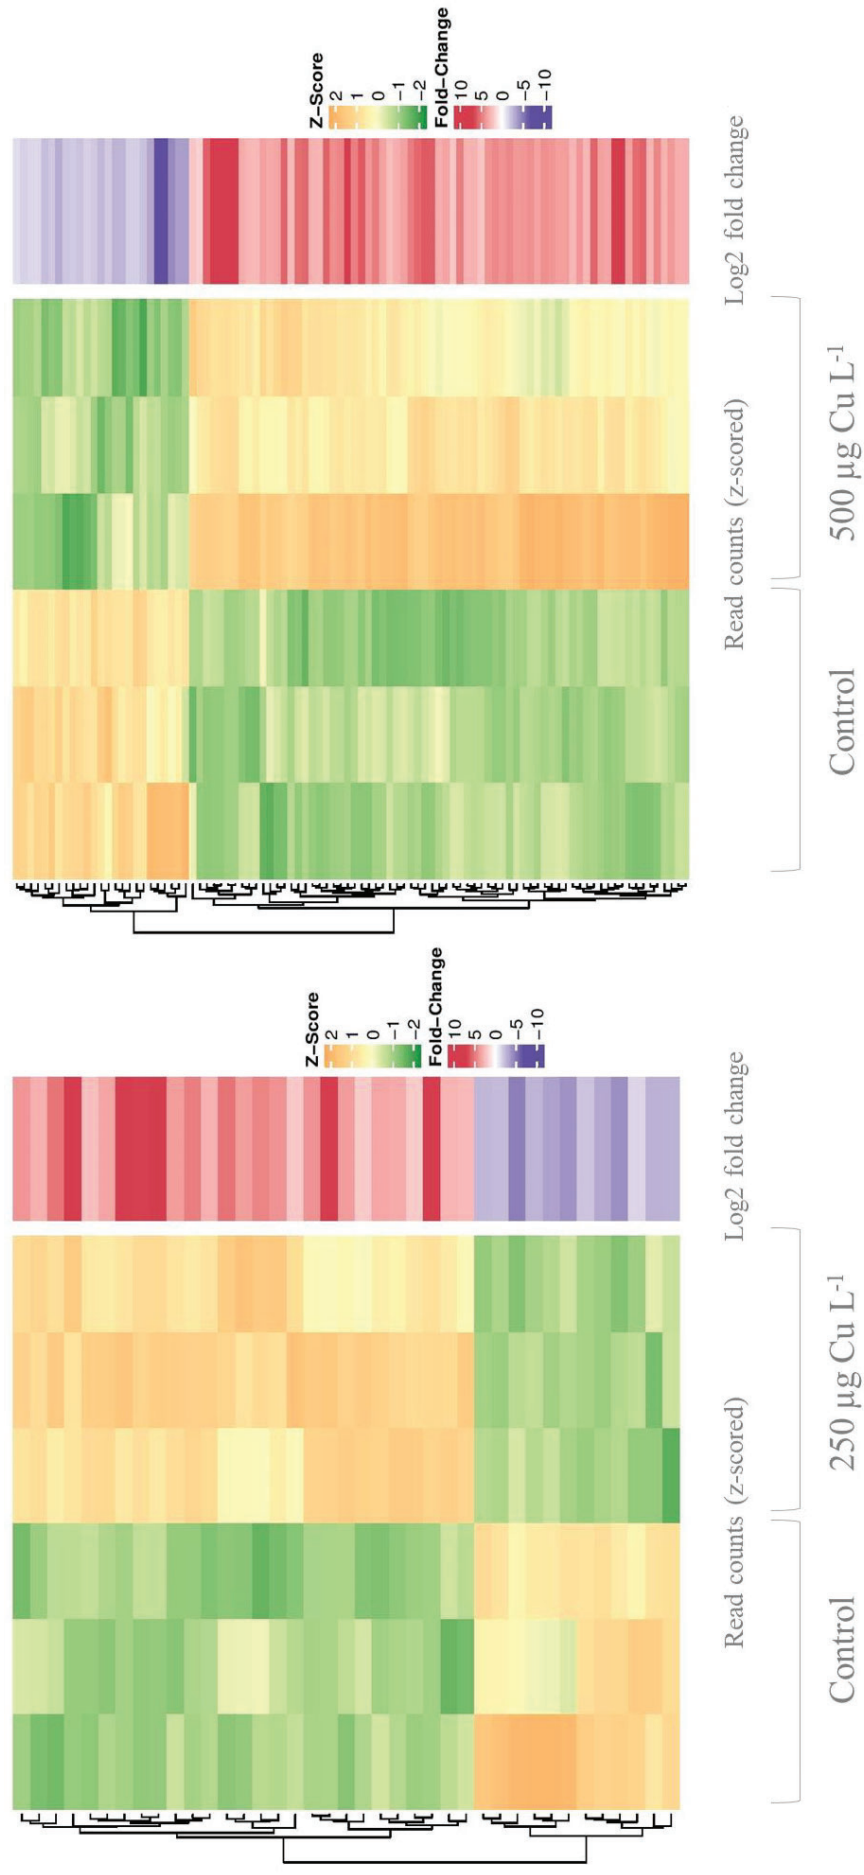 Z-Score
2
1
0
-1
-2
Fold-Change
10
5
0
-5
-10
Log2 fold change
Read counts (z-scored)
Control
250 µg Cu L-1
Z-Score
2
1
0
-1
-2
Fold-Change
10
5
0
-5
-10
Log2 fold change
Read counts (z-scored)
Control
500 µg Cu L-1